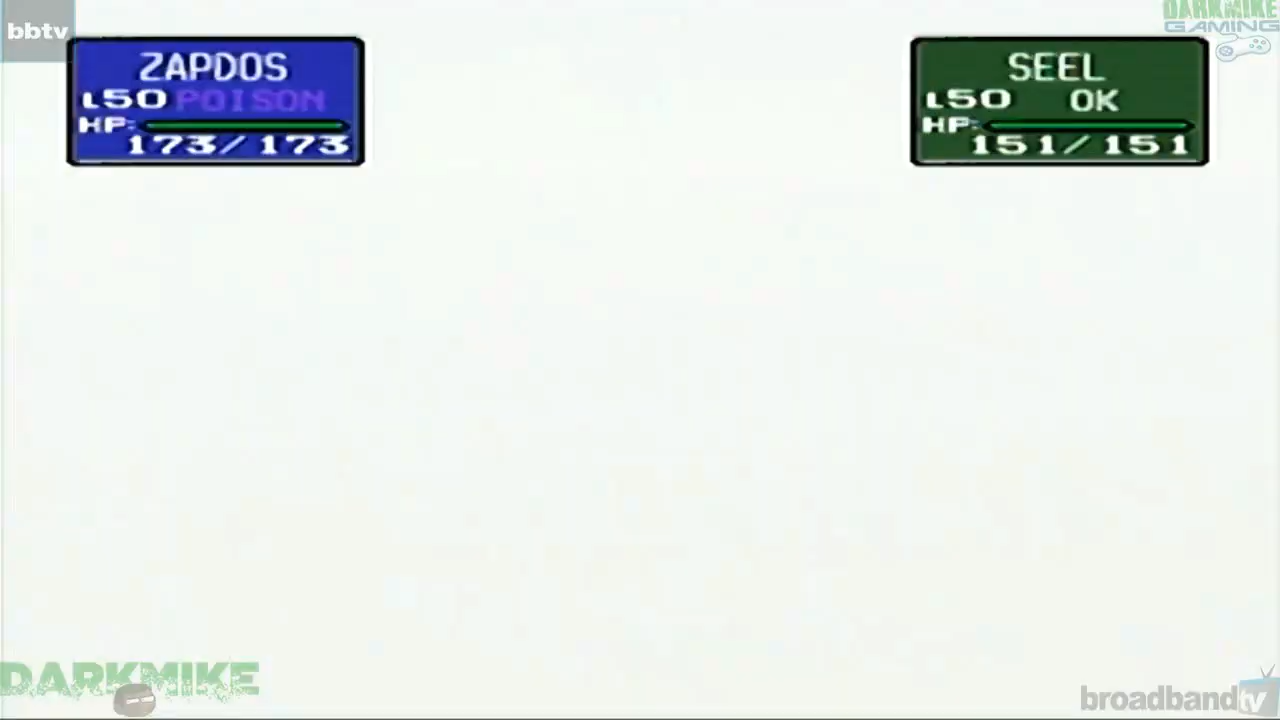 bbtv
DARKMIKE
GAMING
ZAPDOS
L50 POISON
HP:
173/173
SEEL
L50 OK
HP:
151/151
DARKMIKE
broadbandtv